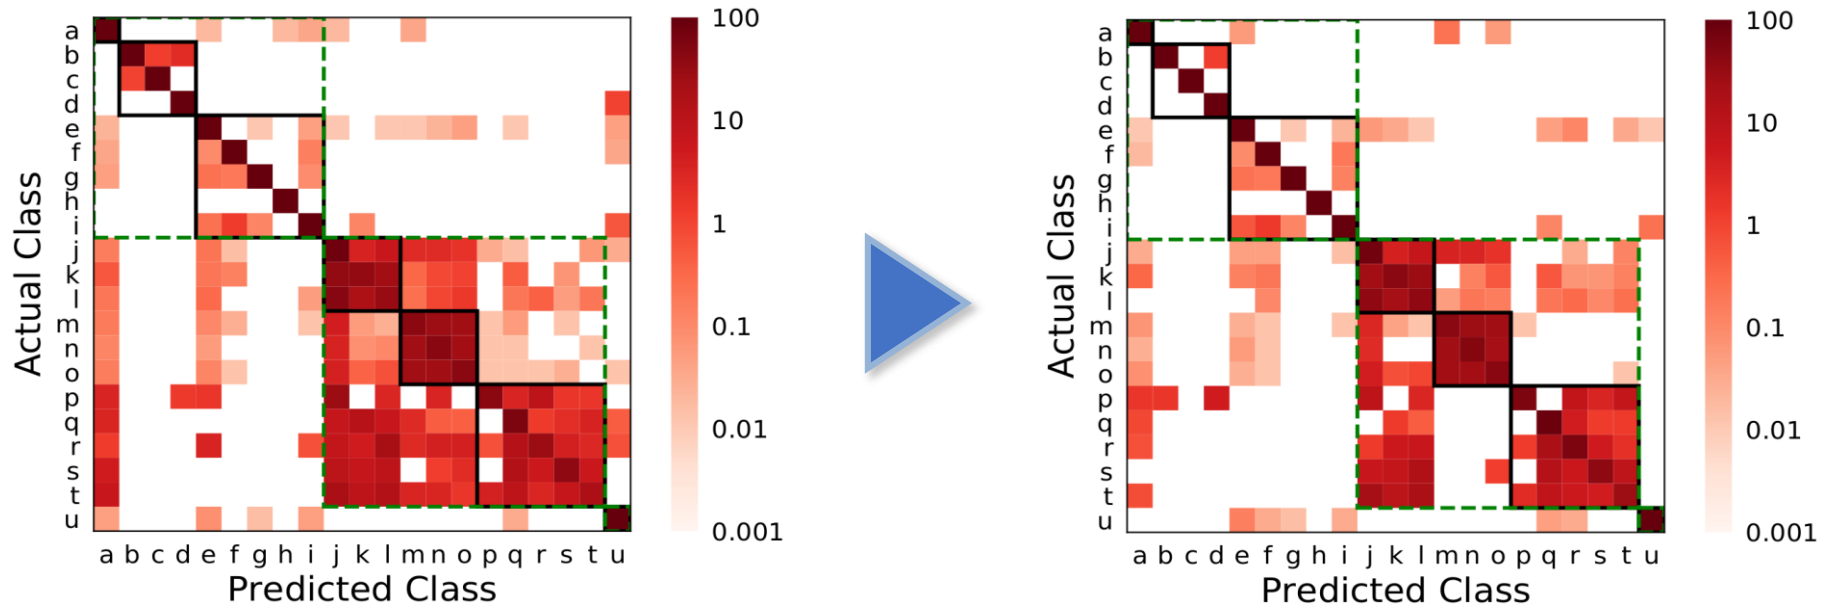 a
b
c
d
e
f
g
h
i
j
k
l
m
n
o
p
q
r
s
t
u
Actual Class
a b c d e f g h i j k l m n o p q r s t u
Predicted Class
100
10
1
0.1
0.01
0.001
a
b
c
d
e
f
g
h
i
j
k
l
m
n
o
p
q
r
s
t
u
Actual Class
a b c d e f g h i j k l m n o p q r s t u
Predicted Class
100
10
1
0.1
0.01
0.001